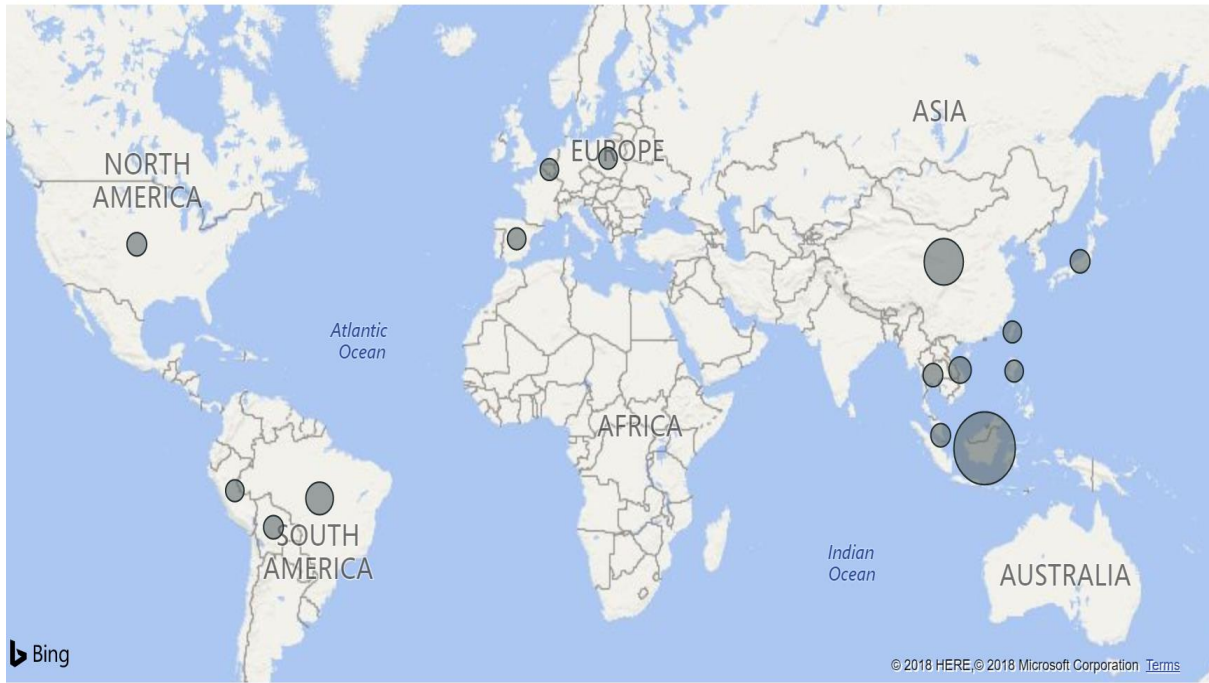 ASIA
EUROPE
NORTH
AMERICA
Atlantic
Ocean
AFRICA
SOUTH
AMERICA
Indian
Ocean
AUSTRALIA
Bing
© 2018 HERE,© 2018 Microsoft Corporation Terms